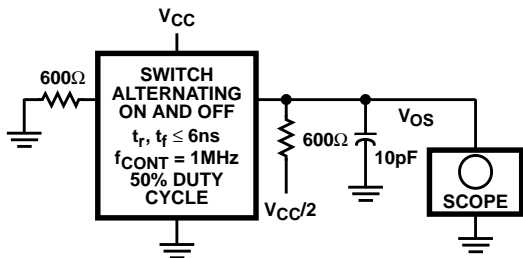 VCC
600Ω
SWITCH
ALTERNATING
ON AND OFF
tr, tf ≤ 6ns
fCONT = 1MHz
50% DUTY
CYCLE
600Ω
VCC/2
10pF
VOS
SCOPE